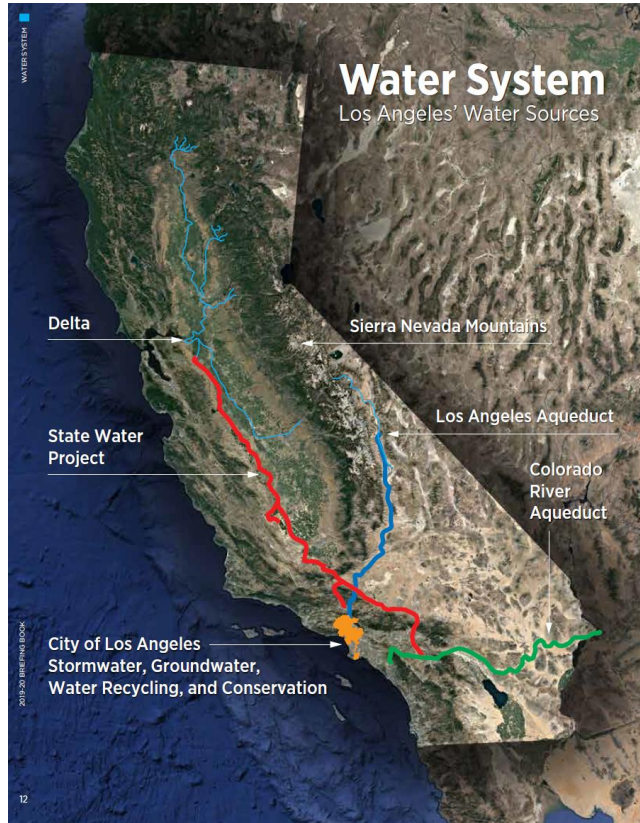 WATER SYSTEM
Water System
Los Angeles' Water Sources
Delta
Sierra Nevada Mountains
Los Angeles Aqueduct
State Water
Project
Colorado
River
Aqueduct
City of Los Angeles
Stormwater, Groundwater,
Water Recycling, and Conservation
2019-20 BRIEFING BOOK
12